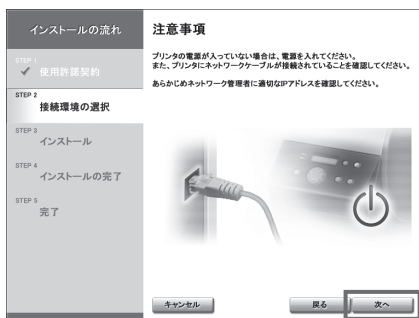 インストールの流れ
STEP 1
使用許諾契約
STEP 2
接続環境の選択
STEP 3
インストール
STEP 4
インストールの完了
STEP 5
完了
注意事項
プリンタの電源が入っていない場合は、電源を入れてください。
また、プリンタにネットワークケーブルが接続されていることを確認してください。
あらかじめネットワーク管理者に適切なIPアドレスを確認してください。
キャンセル
戻る
次へ